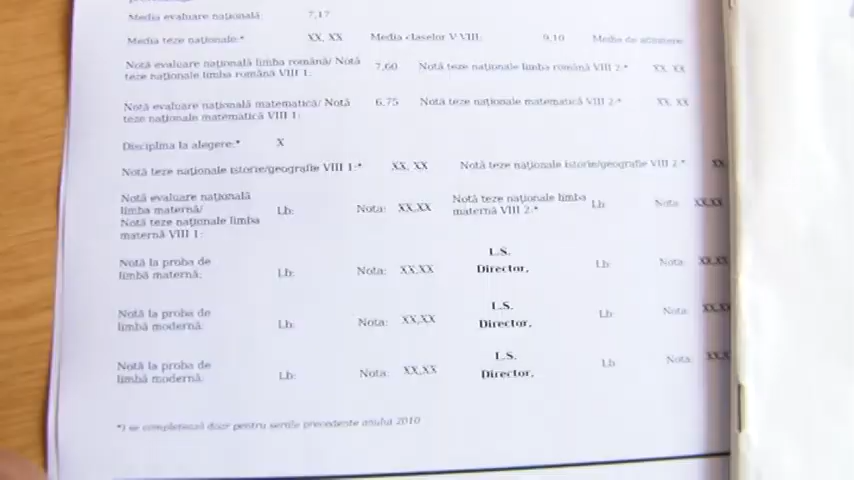 Media evaluare națională: 7,17
Media teze naționale:* XX, XX Media claselor V-VIII: 9,10 Media de admitere:
Notă evaluare națională limba română/ Notă teze naționale limba română VIII 1: 7,60 Notă teze naționale limba română VIII 2:* XX, XX
Notă evaluare națională matematică/ Notă teze naționale matematică VIII 1: 6,75 Notă teze naționale matematică VIII 2:* XX, XX
Disciplina la alegere:* X
Notă teze naționale istorie/geografie VIII 1:* XX, XX Notă teze naționale istorie/geografie VIII 2:* XX
Notă evaluare națională limba maternă/ Notă teze naționale limba maternă VIII 1: Lb: Nota: XX,XX Notă teze naționale limba maternă VIII 2:* Lb: Nota: XX,XX
Notă la proba de limbă maternă: Lb: Nota: XX,XX L.S. Director, Lb: Nota: XX,XX
Notă la proba de limbă modernă: Lb: Nota: XX,XX L.S. Director, Lb: Nota: XX,XX
Notă la proba de limbă modernă: Lb: Nota: XX,XX L.S. Director, Lb: Nota: XX,X
*) se completează doar pentru seriile precedente anului 2010